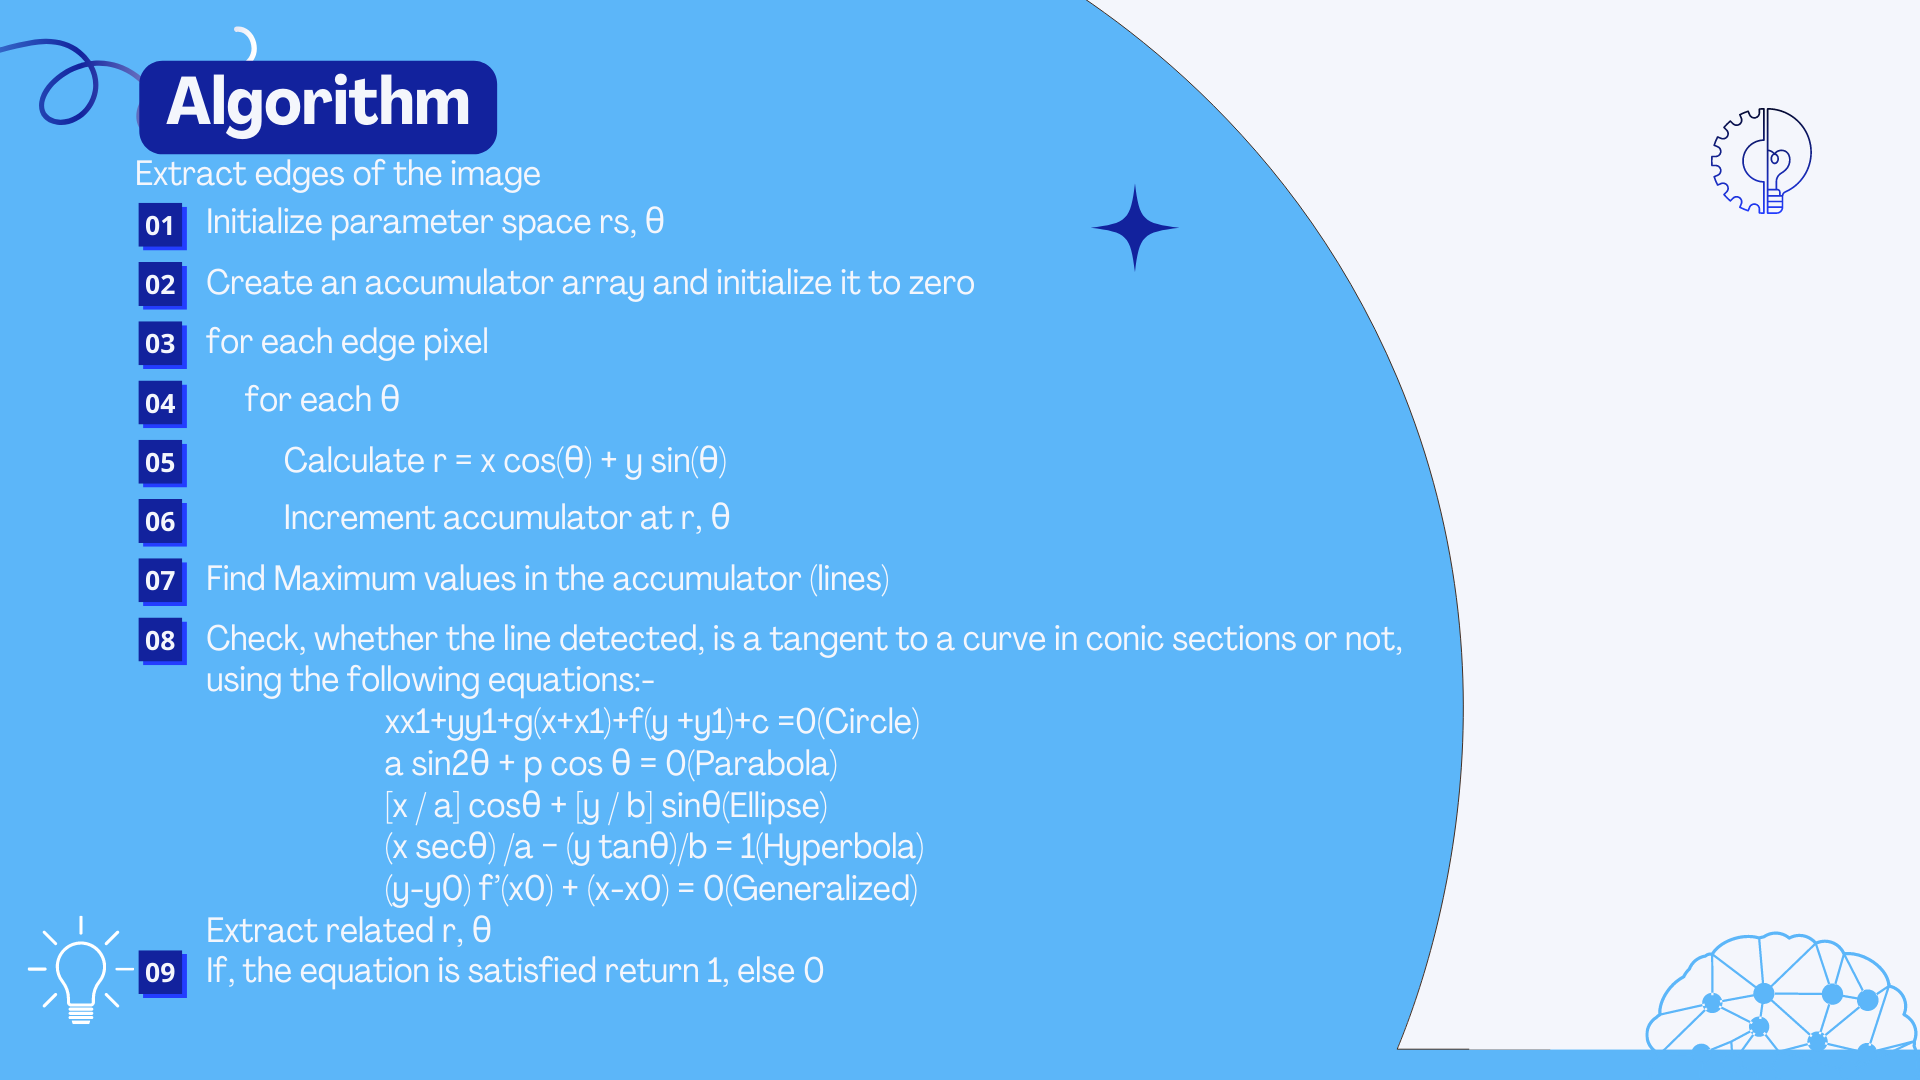 Algorithm
Extract edges of the image
01 Initialize parameter space rs, θ
02 Create an accumulator array and initialize it to zero
03 for each edge pixel
04 for each θ
05 Calculate r = x cos(θ) + y sin(θ)
06 Increment accumulator at r, θ
07 Find Maximum values in the accumulator (lines)
08 Check, whether the line detected, is a tangent to a curve in conic sections or not,
using the following equations:-
xx1+yy1+g(x+x1)+f(y +y1)+c =0(Circle)
a sin2θ + p cos θ = 0(Parabola)
[x / a] cosθ + [y / b] sinθ(Ellipse)
(x secθ) /a − (y tanθ)/b = 1(Hyperbola)
(y-y0) f’(x0) + (x-x0) = 0(Generalized)
Extract related r, θ
09 If, the equation is satisfied return 1, else 0